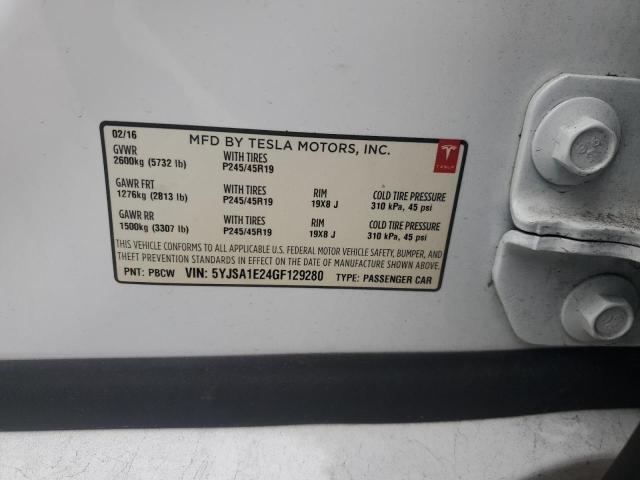 02/16 MFD BY TESLA MOTORS, INC.
GVWR WITH TIRES
2600kg (5732 lb) P245/45R19
TESLA
GAWR FRT WITH TIRES RIM COLD TIRE PRESSURE
1276kg (2813 lb) P245/45R19 19X8 J 310 kPa, 45 psi
GAWR RR WITH TIRES RIM COLD TIRE PRESSURE
1500kg (3307 lb) P245/45R19 19X8 J 310 kPa, 45 psi
THIS VEHICLE CONFORMS TO ALL APPLICABLE U.S. FEDERAL MOTOR VEHICLE SAFETY, BUMPER, AND
THEFT PREVENTION STANDARDS IN EFFECT ON THE DATE OF MANUFACTURE SHOWN ABOVE.
PNT: PBCW VIN: 5YJSA1E24GF129280 TYPE: PASSENGER CAR